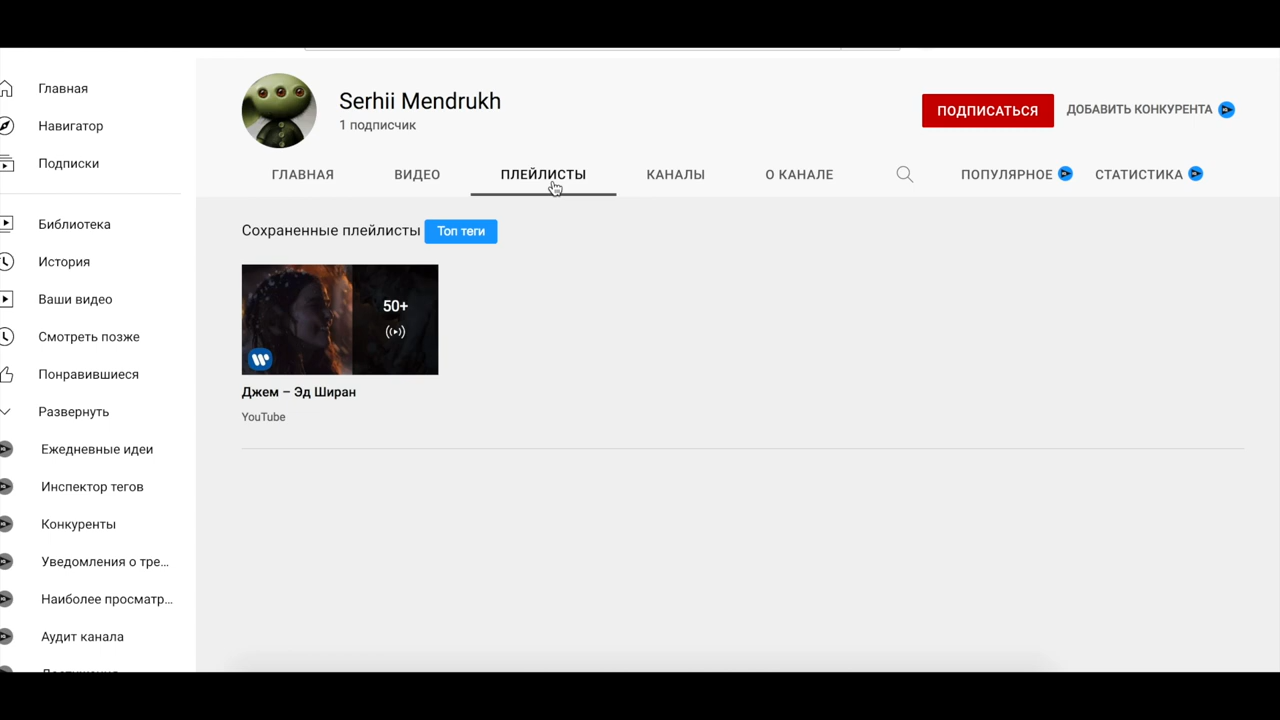 Главная
Навигатор
Подписки
Библиотека
История
Ваши видео
Смотреть позже
Понравившиеся
Развернуть
Ежедневные идеи
Инспектор тегов
Конкуренты
Уведомления о тре...
Наиболее просматр...
Аудит канала
Serhii Mendrukh
1 подписчик
ПОДПИСАТЬСЯ
ДОБАВИТЬ КОНКУРЕНТА
ГЛАВНАЯ ВИДЕО ПЛЕЙЛИСТЫ КАНАЛЫ О КАНАЛЕ ПОПУЛЯРНОЕ СТАТИСТИКА
Сохраненные плейлисты Топ теги
50+
Джем – Эд Ширан
YouTube